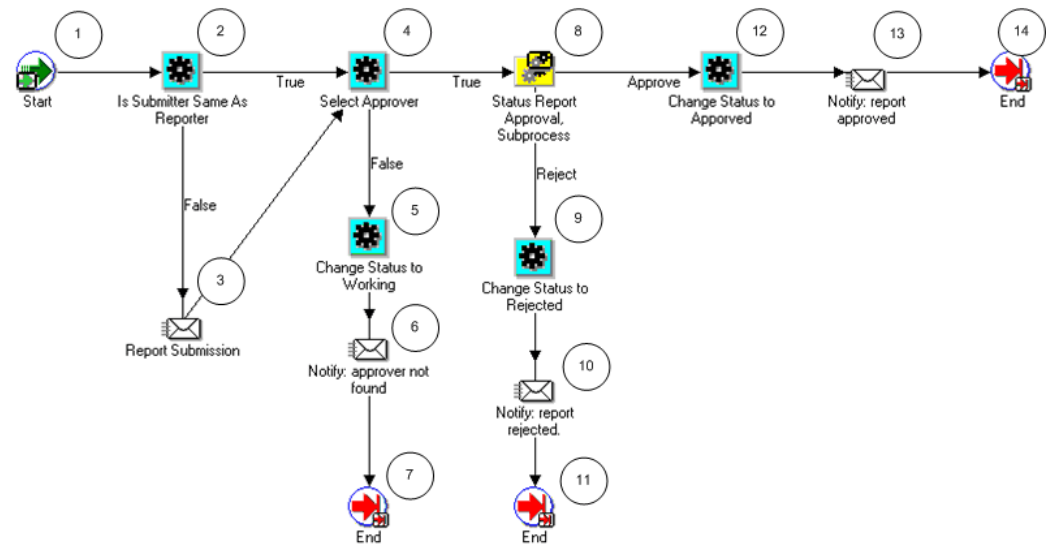 1
2
4
8
12
13
14
Start
Is Submitter Same As
Reporter
True
Select Approver
True
Status Report
Approval,
Subprocess
Approve
Change Status to
Apporved
Notify: report
approved
End
False
3
Report Submission
False
5
Change Status to
Working
6
Notify: approver not
found
7
End
Reject
9
Change Status to
Rejected
10
Notify: report
rejected.
11
End